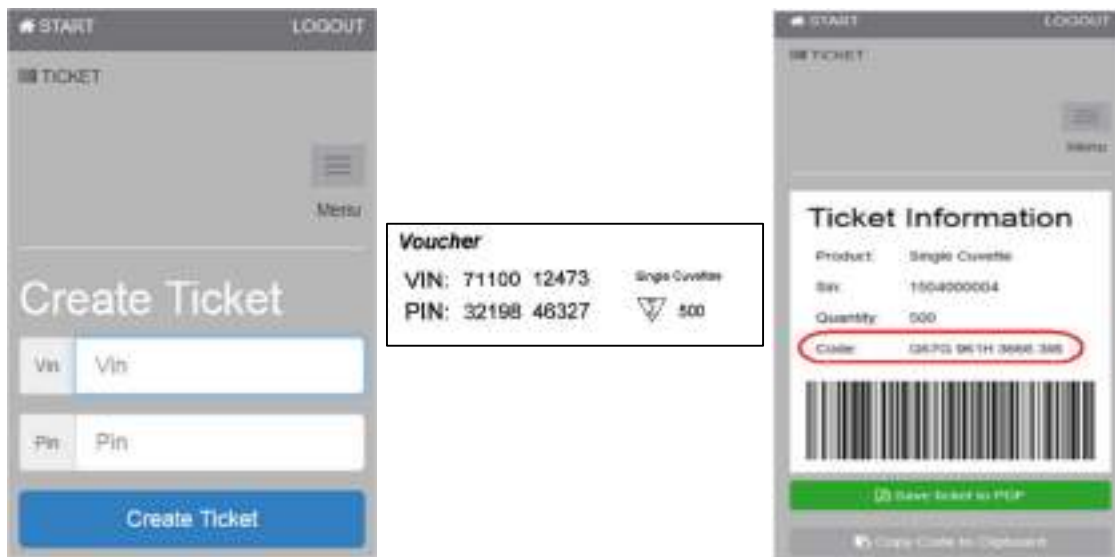 START LOGOUT
TICKET
Menu
Create Ticket
Vin Vin
Pin Pin
Create Ticket
Voucher
VIN: 71100 12473 Single Cuvettes
PIN: 32198 46327 500
START LOGOUT
TICKET
Menu
Ticket Information
Product: Single Cuvette
1504000004
Quantity: 500
Code:
Save ticket to PDF
Copy Code to Clipboard